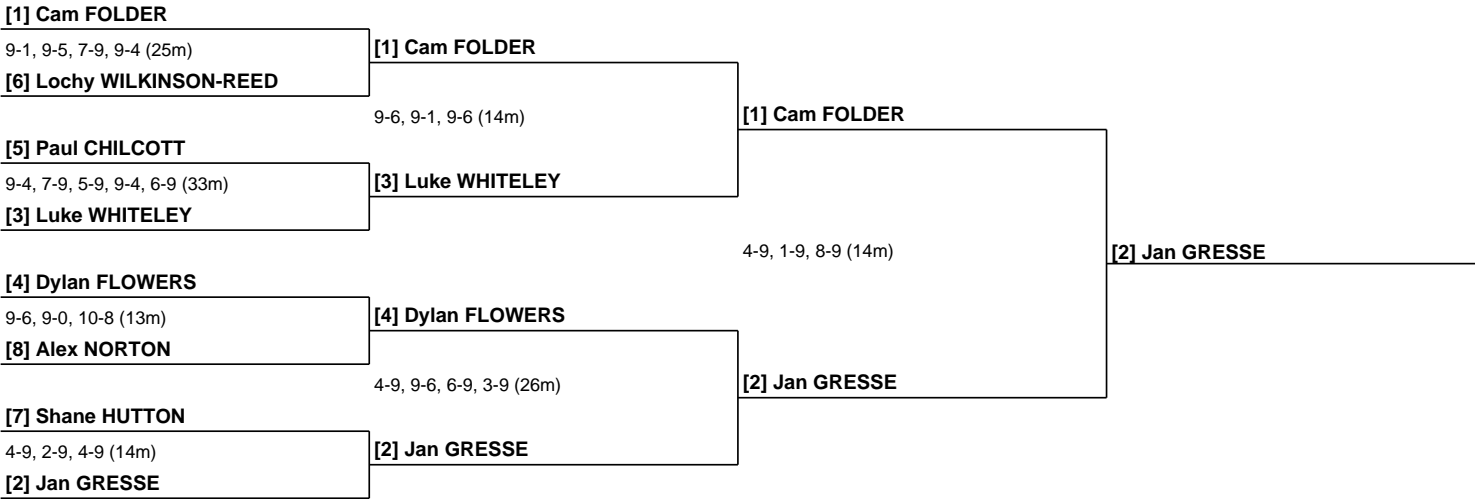 [1] Cam FOLDER
9-1, 9-5, 7-9, 9-4 (25m)
[6] Lochy WILKINSON-REED
[5] Paul CHILCOTT
9-4, 7-9, 5-9, 9-4, 6-9 (33m)
[3] Luke WHITELEY
[4] Dylan FLOWERS
9-6, 9-0, 10-8 (13m)
[8] Alex NORTON
[7] Shane HUTTON
4-9, 2-9, 4-9 (14m)
[2] Jan GRESSE
[1] Cam FOLDER
9-6, 9-1, 9-6 (14m)
[3] Luke WHITELEY
[4] Dylan FLOWERS
4-9, 9-6, 6-9, 3-9 (26m)
[2] Jan GRESSE
[1] Cam FOLDER
4-9, 1-9, 8-9 (14m)
[2] Jan GRESSE
[2] Jan GRESSE